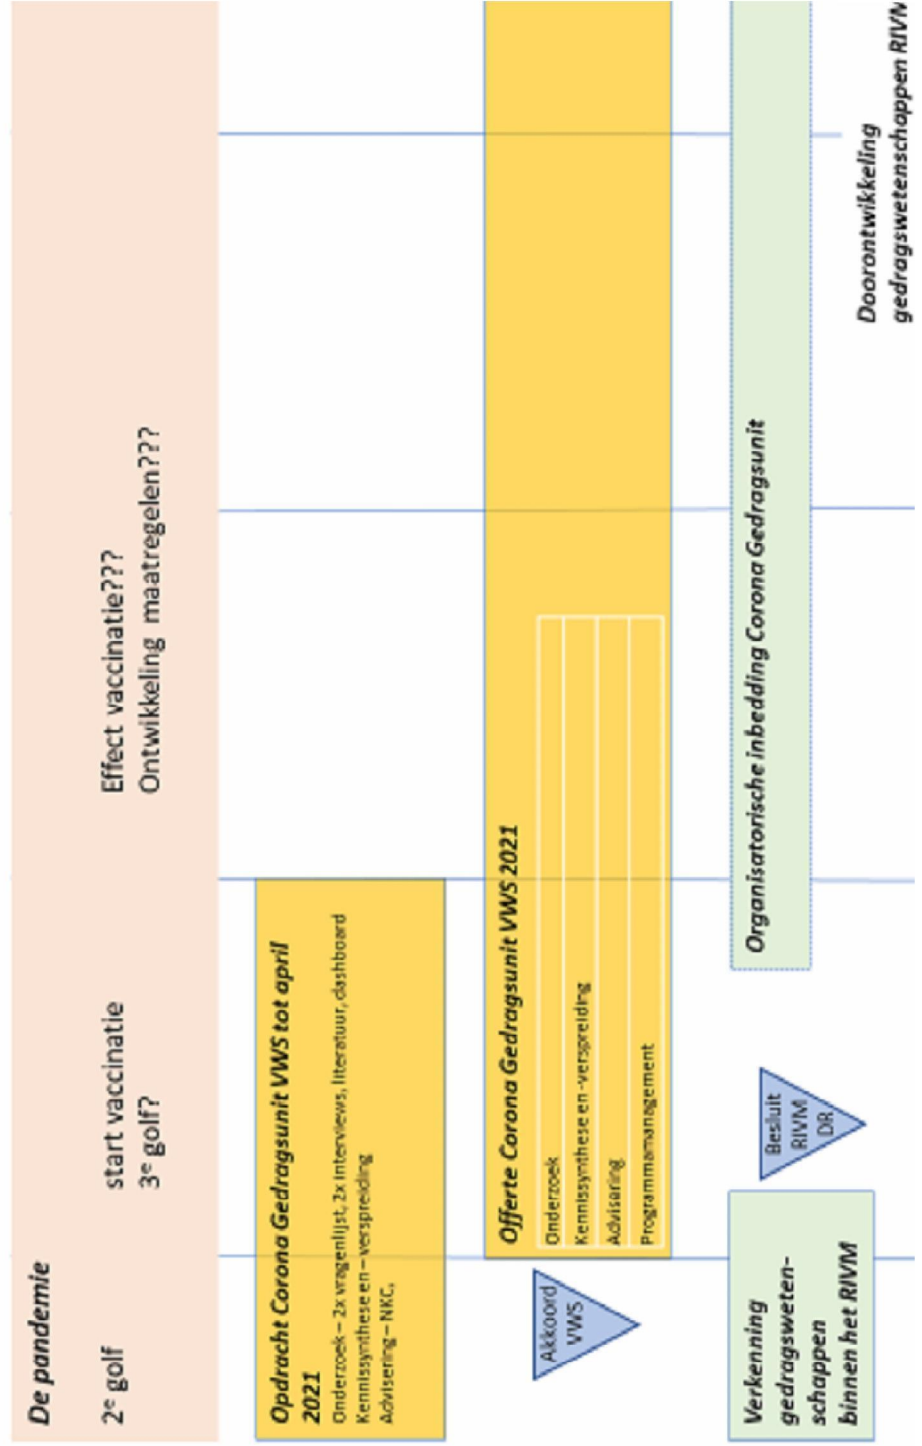 De pandemie
2e golf
start vaccinatie
3e golf?
Effect vaccinatie???
Ontwikkeling maatregelen???
Opdracht Corona Gedragsunit VWS tot april
2021
Onderzoek – 2x vragenlijst, 2x interviews, literatuur, dashboard
Kennissynthese en – verspreiding
Advisering – NKC,
Akkoord
VWS
Offerte Corona Gedragsunit VWS 2021
Onderzoek
Kennissynthese en -verspreiding
Advisering
Programmamanagement
Verkenning
gedragsweten-
schappen
binnen het RIVM
Besluit
RIVM
DR
Organisatorische inbedding Corona Gedragsunit
Doorontwikkeling
gedragswetenschappen RIVM